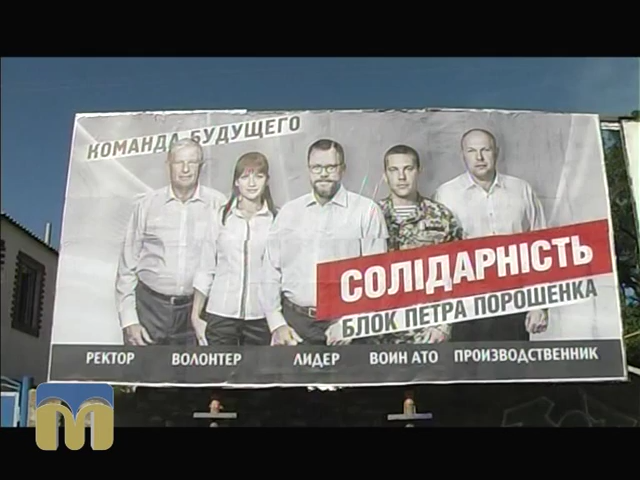 КОМАНДА БУДУЩЕГО
СОЛІДАРНІСТЬ
БЛОК ПЕТРА ПОРОШЕНКА
РЕКТОР ВОЛОНТЕР ЛИДЕР ВОИН АТО ПРОИЗВОДСТВЕННИК
М